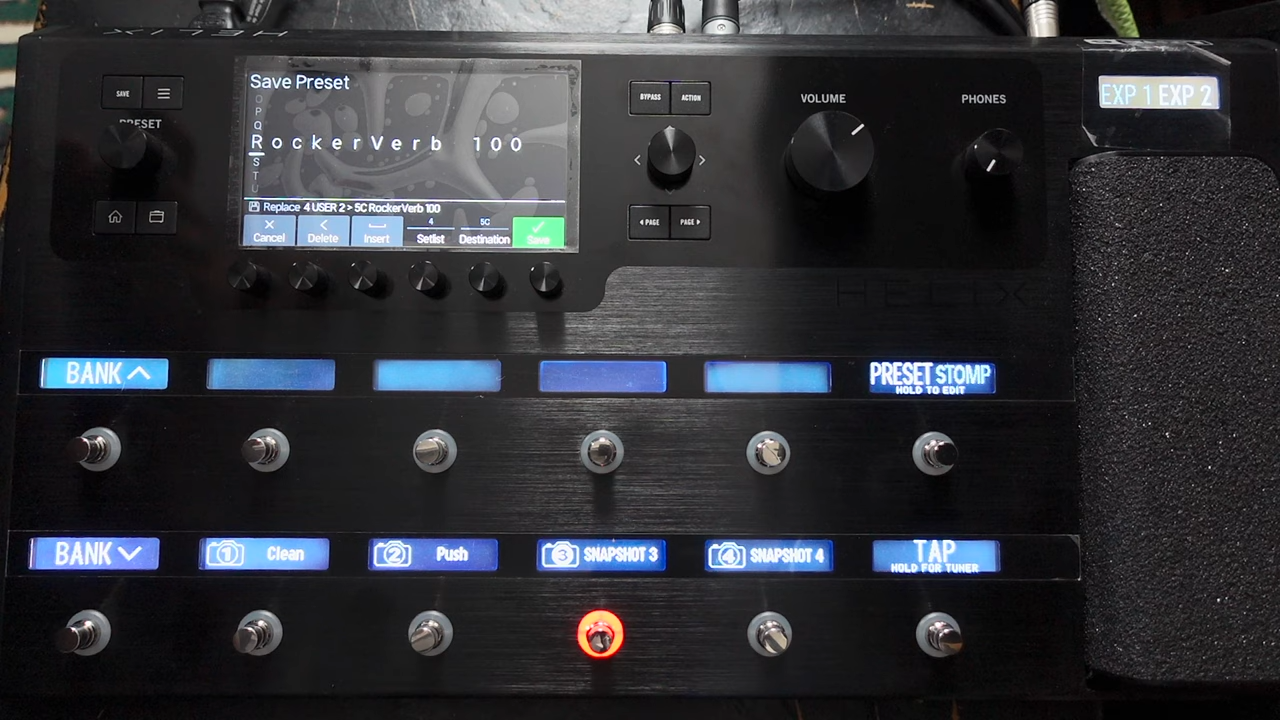 HELIX
SAVE
PRESET
Save Preset
O
P
Q
RockerVerb 100
S
T
U
Replace 4 USER 2 > 5C RockerVerb 100
Cancel
Delete
Insert
4
Setlist
5C
Destination
Save
BYPASS
ACTION
PAGE
PAGE
VOLUME
PHONES
EXP 1 EXP 2
HELIX
BANK
PRESET STOMP
HOLD TO EDIT
BANK
1 Clean
2 Push
3 SNAPSHOT 3
4 SNAPSHOT 4
TAP
HOLD FOR TUNER